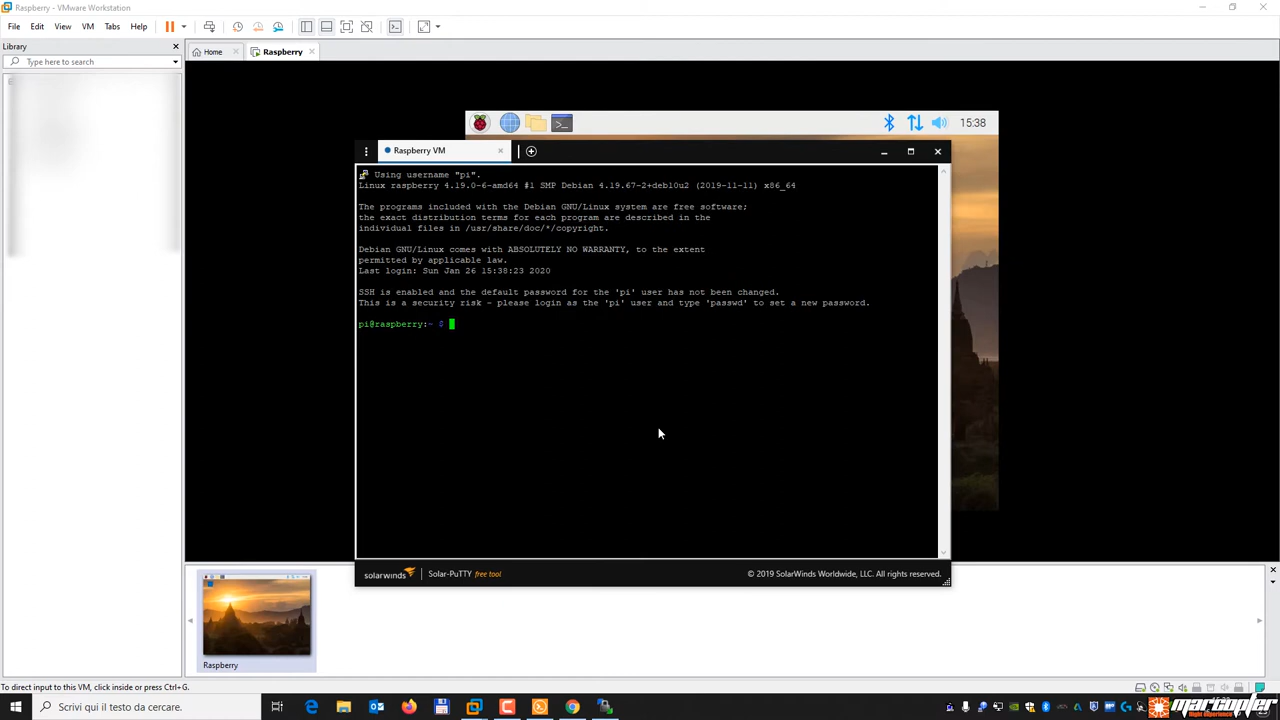 Raspberry - VMware Workstation
File Edit View VM Tabs Help
Library
Type here to search
Home
Raspberry
15:38
Raspberry VM
Using username "pi".
Linux raspberry 4.19.0-6-amd64 #1 SMP Debian 4.19.67-2+deb10u2 (2019-11-11) x86_64
The programs included with the Debian GNU/Linux system are free software;
the exact distribution terms for each program are described in the
individual files in /usr/share/doc/*/copyright.
Debian GNU/Linux comes with ABSOLUTELY NO WARRANTY, to the extent
permitted by applicable law.
Last login: Sun Jan 26 15:38:23 2020
SSH is enabled and the default password for the 'pi' user has not been changed.
This is a security risk - please login as the 'pi' user and type 'passwd' to set a new password.
pi@raspberry:~ $
solarwinds Solar-PuTTY free tool © 2019 SolarWinds Worldwide, LLC. All rights reserved.
Raspberry
To direct input to this VM, click inside or press Ctrl+G.
Scrivi qui il testo da cercare.
marcopter